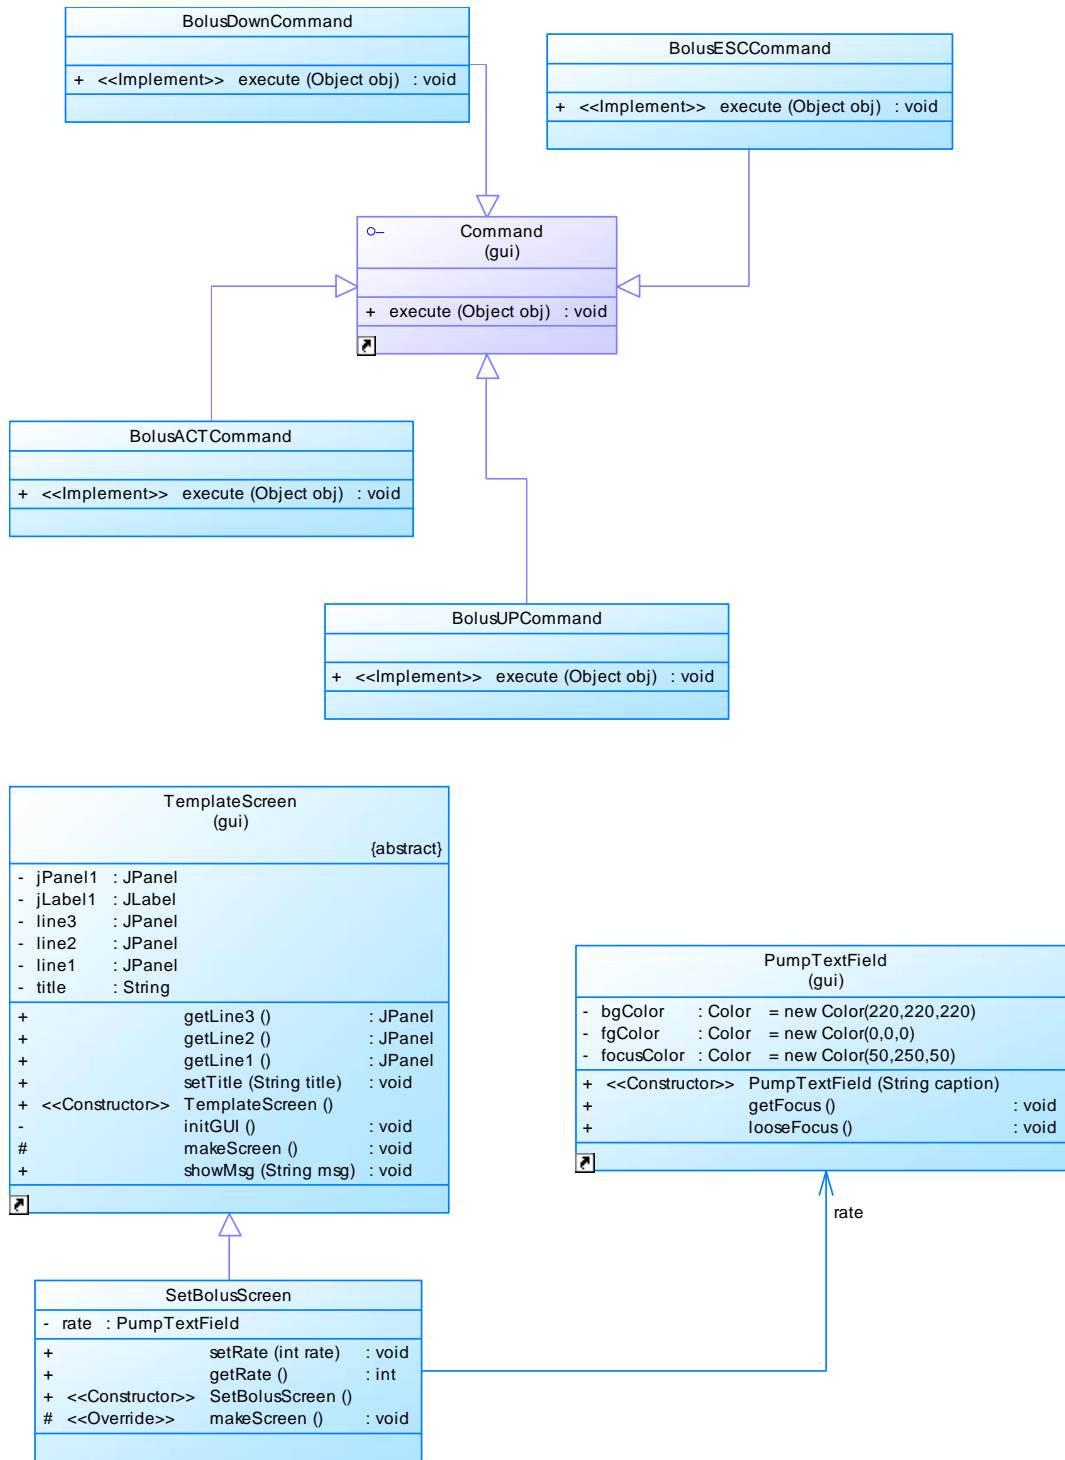 BolusDownCommand
+ <<Implement>> execute (Object obj) : void
BolusESCCommand
+ <<Implement>> execute (Object obj) : void
Command
(gui)
+ execute (Object obj) : void
BolusACTCommand
+ <<Implement>> execute (Object obj) : void
BolusUPCommand
+ <<Implement>> execute (Object obj) : void
TemplateScreen
(gui)
{abstract}
- jPanel1 : JPanel
- jLabel1 : JLabel
- line3 : JPanel
- line2 : JPanel
- line1 : JPanel
- title : String
+ getLine3 () : JPanel
+ getLine2 () : JPanel
+ getLine1 () : JPanel
+ setTitle (String title) : void
+ <<Constructor>> TemplateScreen ()
- initGUI () : void
# makeScreen () : void
+ showMsg (String msg) : void
PumpTextField
(gui)
- bgColor : Color = new Color(220,220,220)
- fgColor : Color = new Color(0,0,0)
- focusColor : Color = new Color(50,250,50)
+ <<Constructor>> PumpTextField (String caption)
+ getFocus () : void
+ looseFocus () : void
rate
SetBolusScreen
- rate : PumpTextField
+ setRate (int rate) : void
+ getRate () : int
+ <<Constructor>> SetBolusScreen ()
# <<Override>> makeScreen () : void